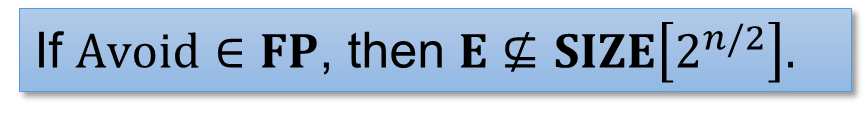 If Avoid ∈ FP, then E ⊈ SIZE[2^{n/2}].